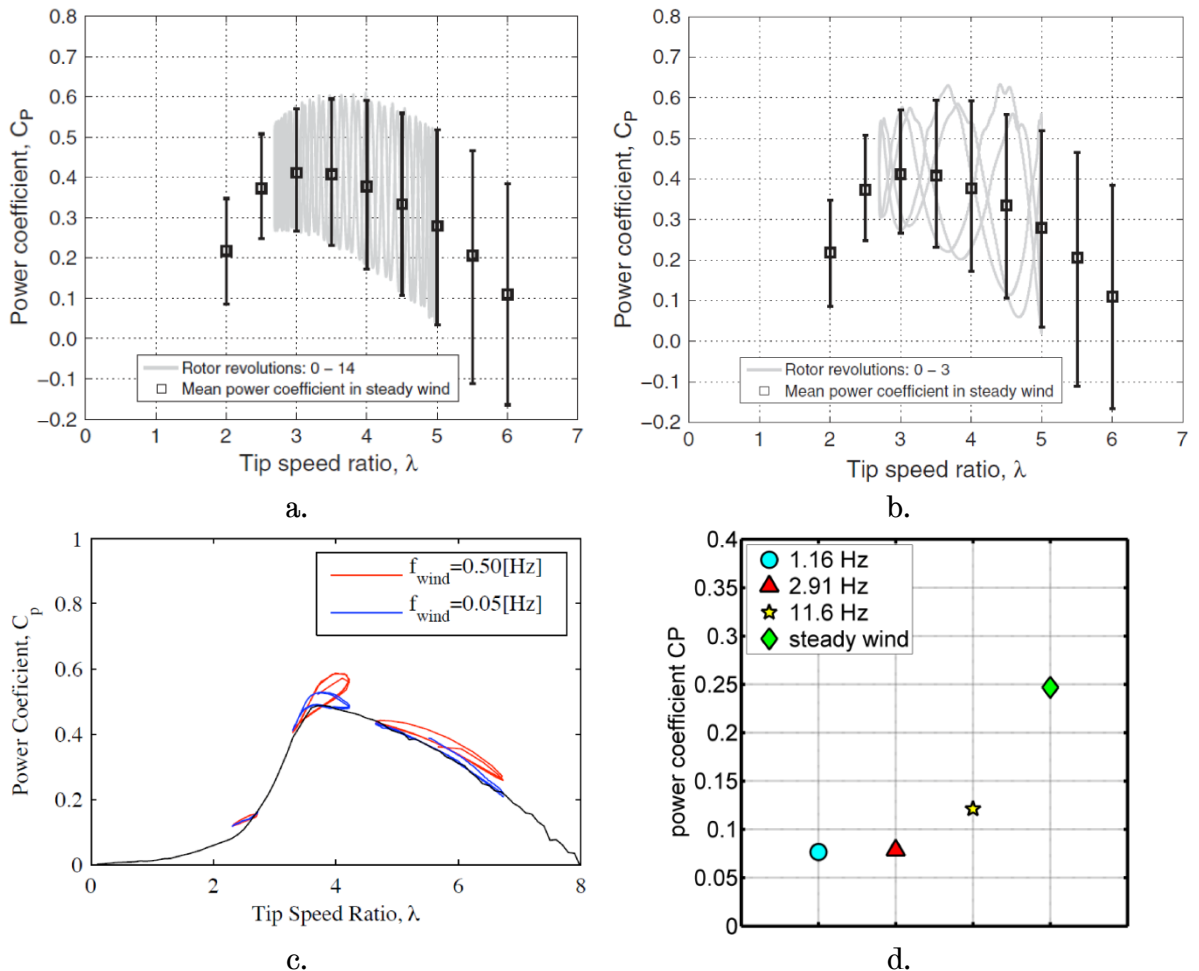 0.8
0.7
0.6
0.5
0.4
0.3
0.2
0.1
0.0
−0.1
−0.2
Power coefficient, CP
Rotor revolutions: 0 – 14
Mean power coefficient in steady wind
0 1 2 3 4 5 6 7
Tip speed ratio, λ
a.
0.8
0.7
0.6
0.5
0.4
0.3
0.2
0.1
0.0
−0.1
−0.2
Power coefficient, CP
Rotor revolutions: 0 – 3
Mean power coefficient in steady wind
0 1 2 3 4 5 6 7
Tip speed ratio, λ
b.
1
0.8
0.6
0.4
0.2
0
Power Coeficient, Cp
fwind=0.50[Hz]
fwind=0.05[Hz]
0 2 4 6 8
Tip Speed Ratio, λ
c.
0.4
0.35
0.3
0.25
0.2
0.15
0.1
0.05
0
power coefficient CP
1.16 Hz
2.91 Hz
11.6 Hz
steady wind
d.